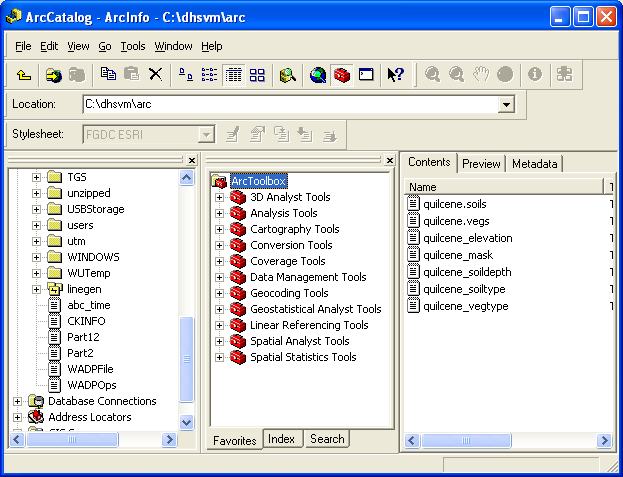 ArcCatalog - ArcInfo - C:\dhsvm\arc
File Edit View Go Tools Window Help
Location: C:\dhsvm\arc
Stylesheet: FGDC ESRI
TGS
unzipped
USBStorage
users
utm
WINDOWS
WUTemp
linegen
abc_time
CKINFO
Part12
Part2
WADPFile
WADPOps
Database Connections
Address Locators
ArcToolbox
3D Analyst Tools
Analysis Tools
Cartography Tools
Conversion Tools
Coverage Tools
Data Management Tools
Geocoding Tools
Geostatistical Analyst Tools
Linear Referencing Tools
Spatial Analyst Tools
Spatial Statistics Tools
Favorites Index Search
Contents Preview Metadata
Name
quilcene.soils
quilcene.vegs
quilcene_elevation
quilcene_mask
quilcene_soildepth
quilcene_soiltype
quilcene_vegtype